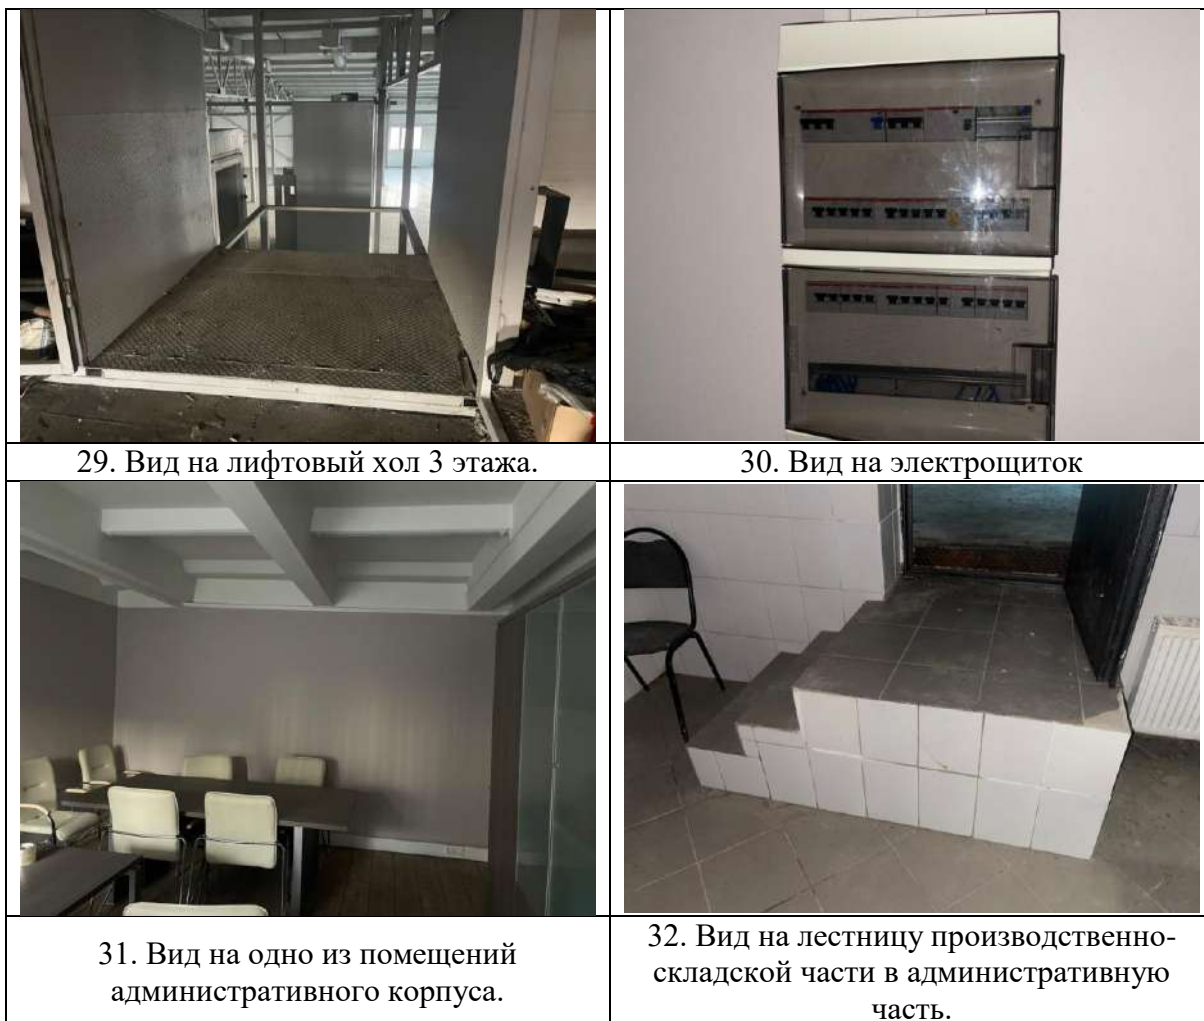 29. Вид на лифтовый хол 3 этажа.
30. Вид на электрощиток
31. Вид на одно из помещений
административного корпуса.
32. Вид на лестницу производственно-
складской части в административную
часть.